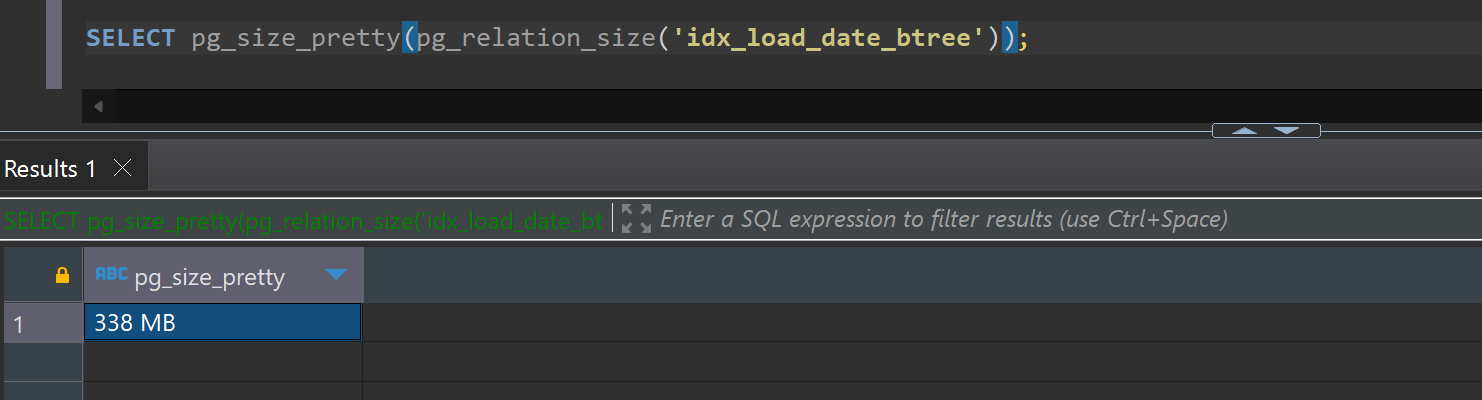 SELECT pg_size_pretty(pg_relation_size('idx_load_date_btree'));
Results 1
SELECT pg_size_pretty(pg_relation_size('idx_load_date_bt
Enter a SQL expression to filter results (use Ctrl+Space)
ABC pg_size_pretty
1 338 MB